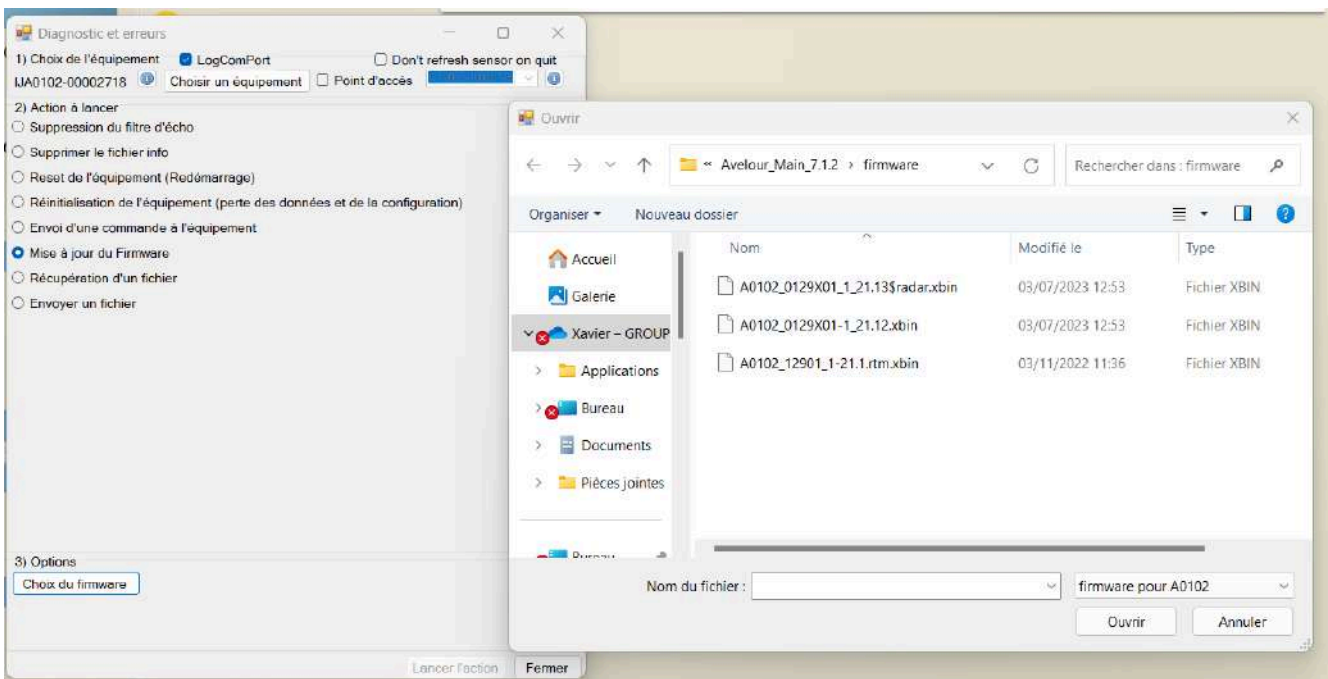 Diagnostic et erreurs
1) Choix de l'équipement LogComPort Don't refresh sensor on quit
IJA0102-00002718 Choisir un équipement Point d'accès
2) Action à lancer
Suppression du filtre d'écho
Supprimer le fichier info
Reset de l'équipement (Redémarrage)
Réinitialisation de l'équipement (perte des données et de la configuration)
Envoi d'une commande à l'équipement
Mise à jour du Firmware
Récupération d'un fichier
Envoyer un fichier
3) Options
Choix du firmware
Lancer l'action Fermer
Ouvrir
« Avelour_Main_7.1.2 › firmware
Rechercher dans : firmware
Organiser Nouveau dossier
Accueil
Galerie
Xavier – GROUP
Applications
Bureau
Documents
Pièces jointes
Bureau
Nom Modifié le Type
A0102_0129X01_1_21.13$radar.xbin 03/07/2023 12:53 Fichier XBIN
A0102_0129X01-1_21.12.xbin 03/07/2023 12:53 Fichier XBIN
A0102_12901_1-21.1.rtm.xbin 03/11/2022 11:36 Fichier XBIN
Nom du fichier : firmware pour A0102
Ouvrir Annuler